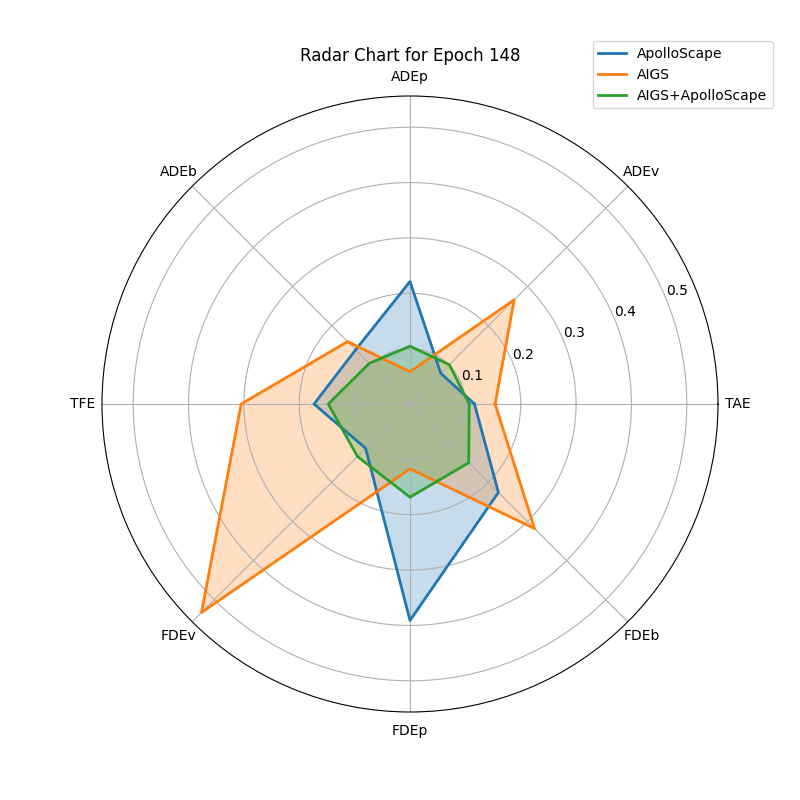 Radar Chart for Epoch 148
ApolloScape
AIGS
AIGS+ApolloScape
ADEp
ADEb
ADEv
0.5
0.4
0.3
0.2
0.1
TFE
TAE
FDEv
FDEb
FDEp